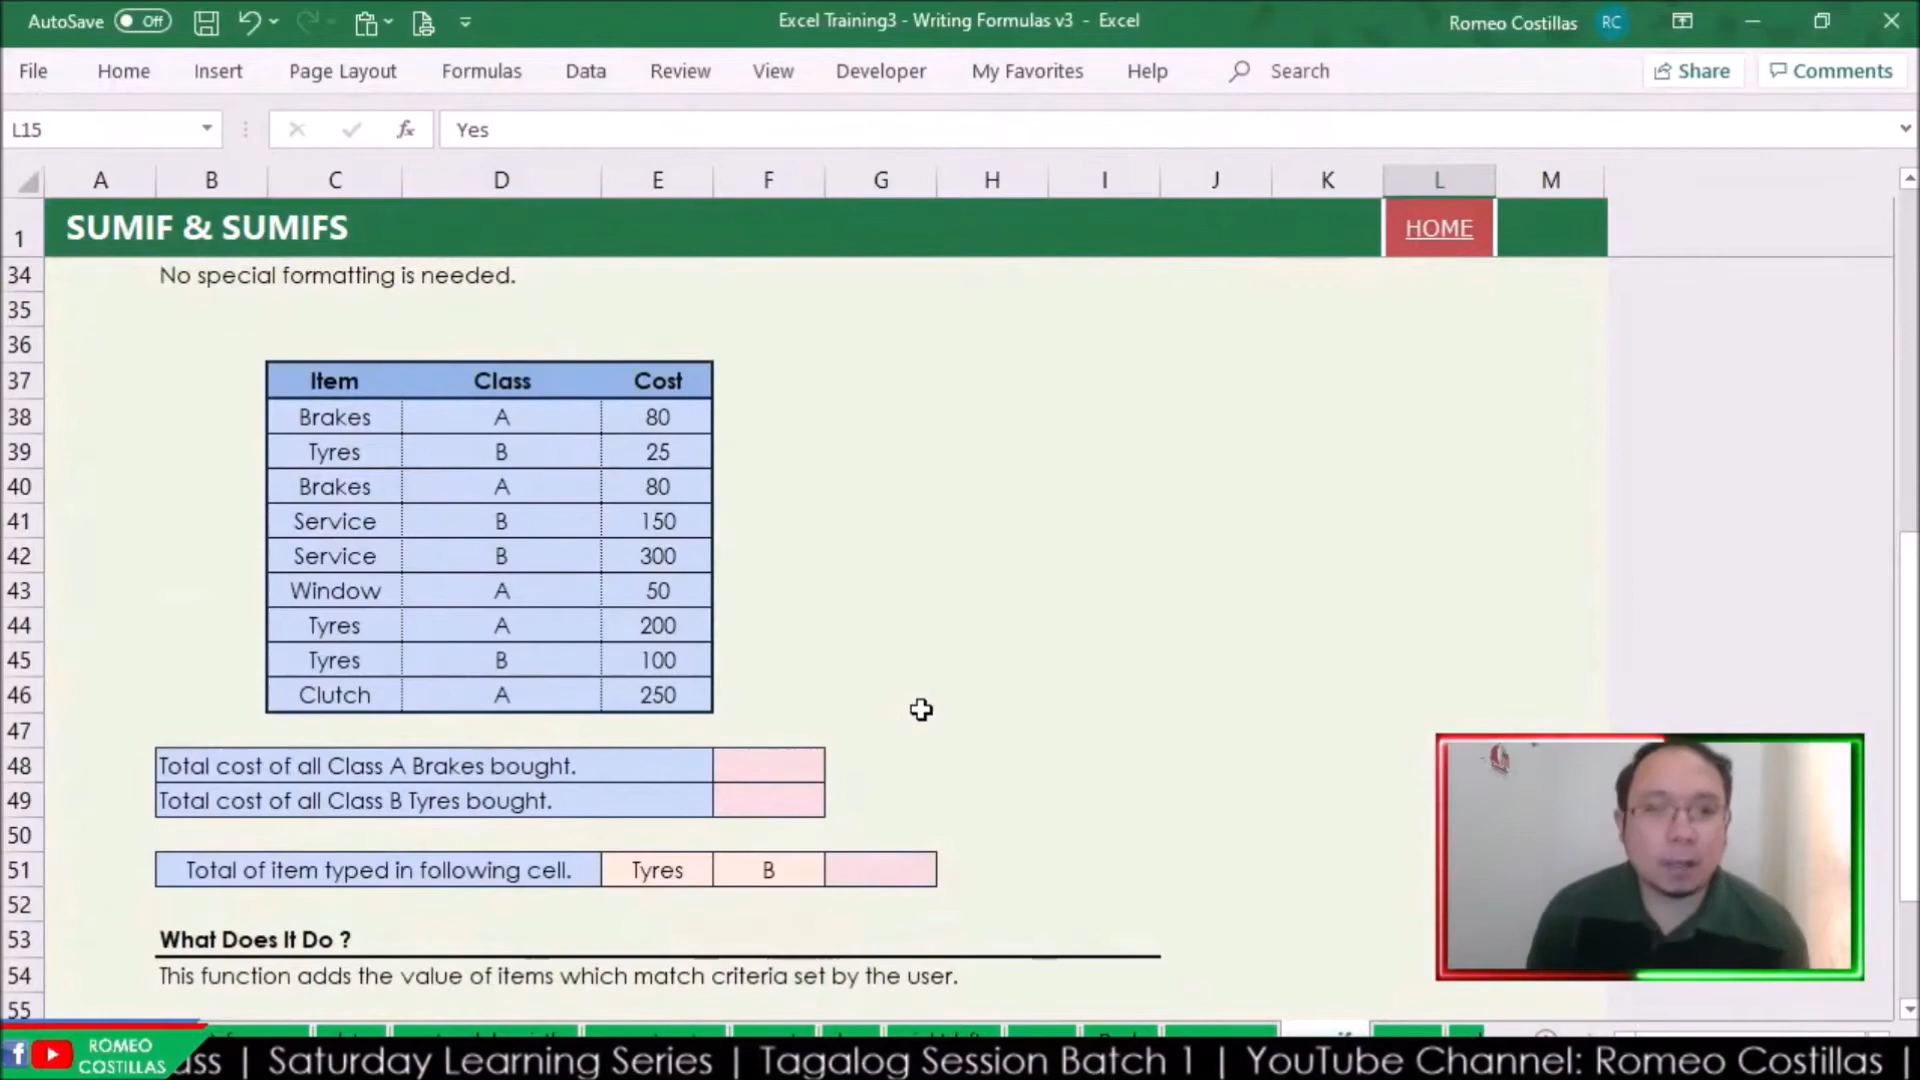 AutoSave Off Excel Training3 - Writing Formulas v3 - Excel Romeo Costillas RC
File Home Insert Page Layout Formulas Data Review View Developer My Favorites Help Search Share Comments
L15 fx Yes
A B C D E F G H I J K L M
1 SUMIF & SUMIFS HOME
34 No special formatting is needed.
35
36
37 Item Class Cost
38 Brakes A 80
39 Tyres B 25
40 Brakes A 80
41 Service B 150
42 Service B 300
43 Window A 50
44 Tyres A 200
45 Tyres B 100
46 Clutch A 250
47
48 Total cost of all Class A Brakes bought.
49 Total cost of all Class B Tyres bought.
50
51 Total of item typed in following cell. Tyres B
52
53 What Does It Do ?
54 This function adds the value of items which match criteria set by the user.
55
ROMEO COSTILLAS
ass | Saturday Learning Series | Tagalog Session Batch 1 | YouTube Channel: Romeo Costillas |